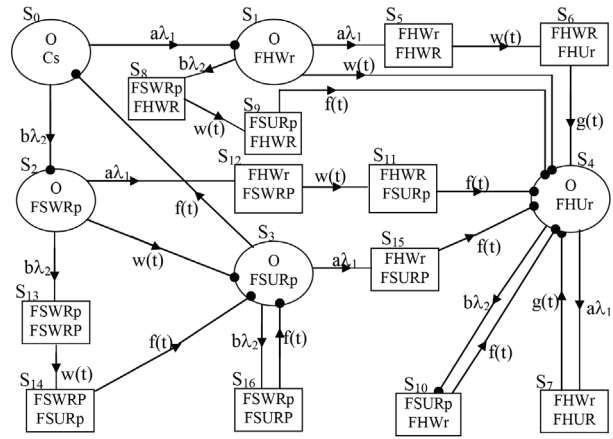 S0
O
Cs
aλ1
S1
O
FHWr
aλ1
S5
FHWr
FHWR
w(t)
S6
FHWR
FHUr
bλ2
w(t)
S8
FSWRp
FHWR
w(t)
S9
FSURp
FHWR
f(t)
g(t)
bλ2
S2
O
FSWRp
aλ1
S12
FHWr
FSWRP
w(t)
S11
FHWR
FSURp
f(t)
S4
O
FHUr
f(t)
w(t)
S3
O
FSURp
aλ1
S15
FHWr
FSURP
f(t)
bλ2
S13
FSWRp
FSWRP
w(t)
f(t)
bλ2
f(t)
bλ2
f(t)
g(t)
aλ1
S14
FSWRP
FSURp
S16
FSWRp
FSURP
S10
FSURp
FHWr
S7
FHWr
FHUR